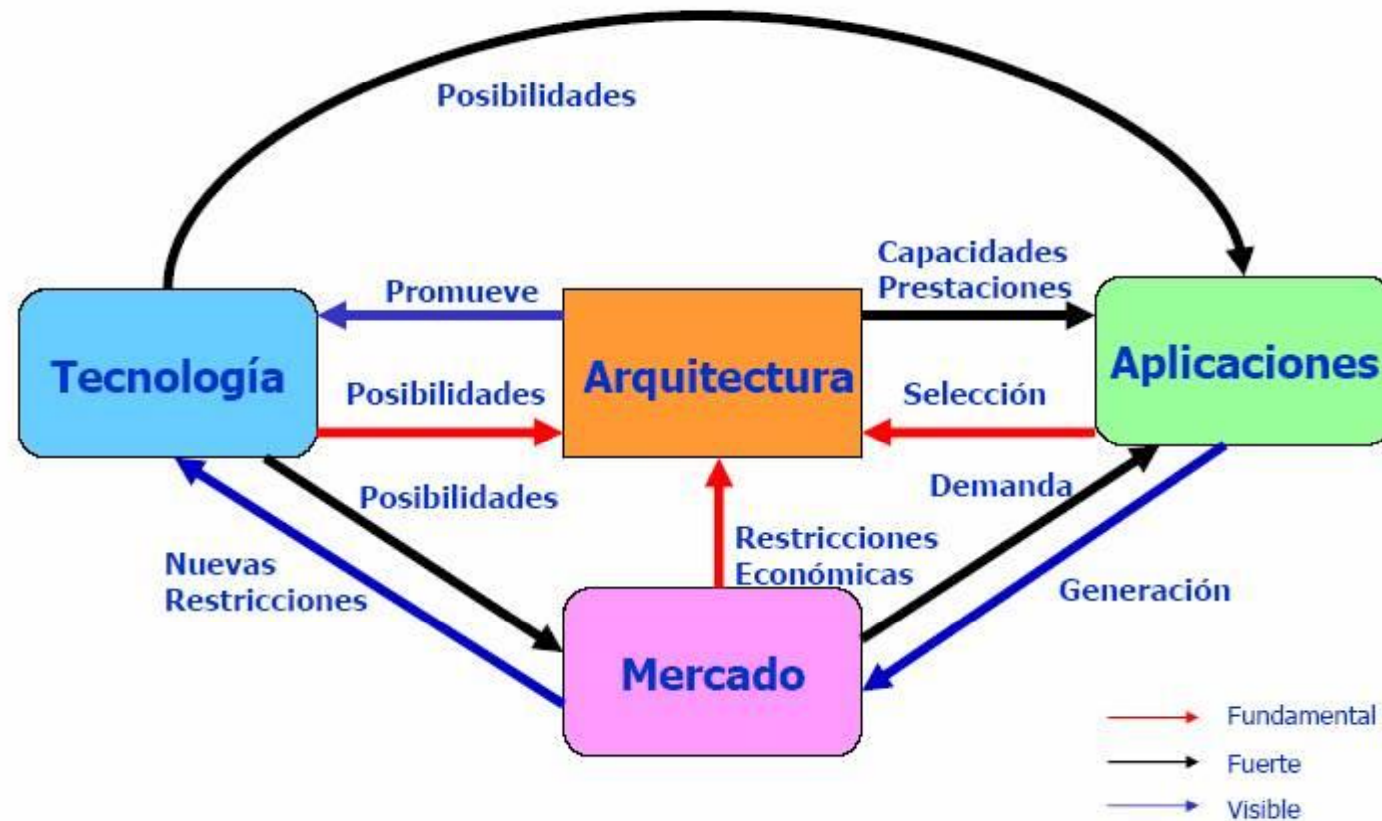 Posibilidades
Capacidades
Prestaciones
Promueve
Tecnología
Arquitectura
Aplicaciones
Posibilidades
Selección
Posibilidades
Demanda
Nuevas
Restricciones
Restricciones
Económicas
Generación
Mercado
Fundamental
Fuerte
Visible